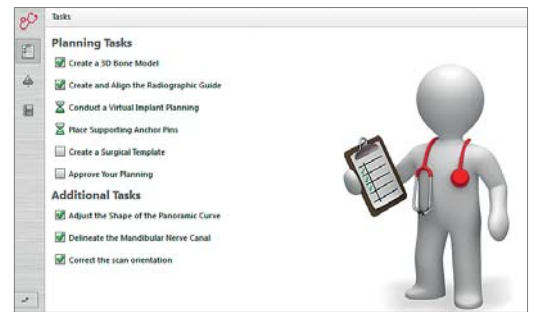 Tasks
Planning Tasks
Create a 3D Bone Model
Create and Align the Radiographic Guide
Conduct a Virtual Implant Planning
Place Supporting Anchor Pins
Create a Surgical Template
Approve Your Planning
Additional Tasks
Adjust the Shape of the Panoramic Curve
Delineate the Mandibular Nerve Canal
Correct the scan orientation